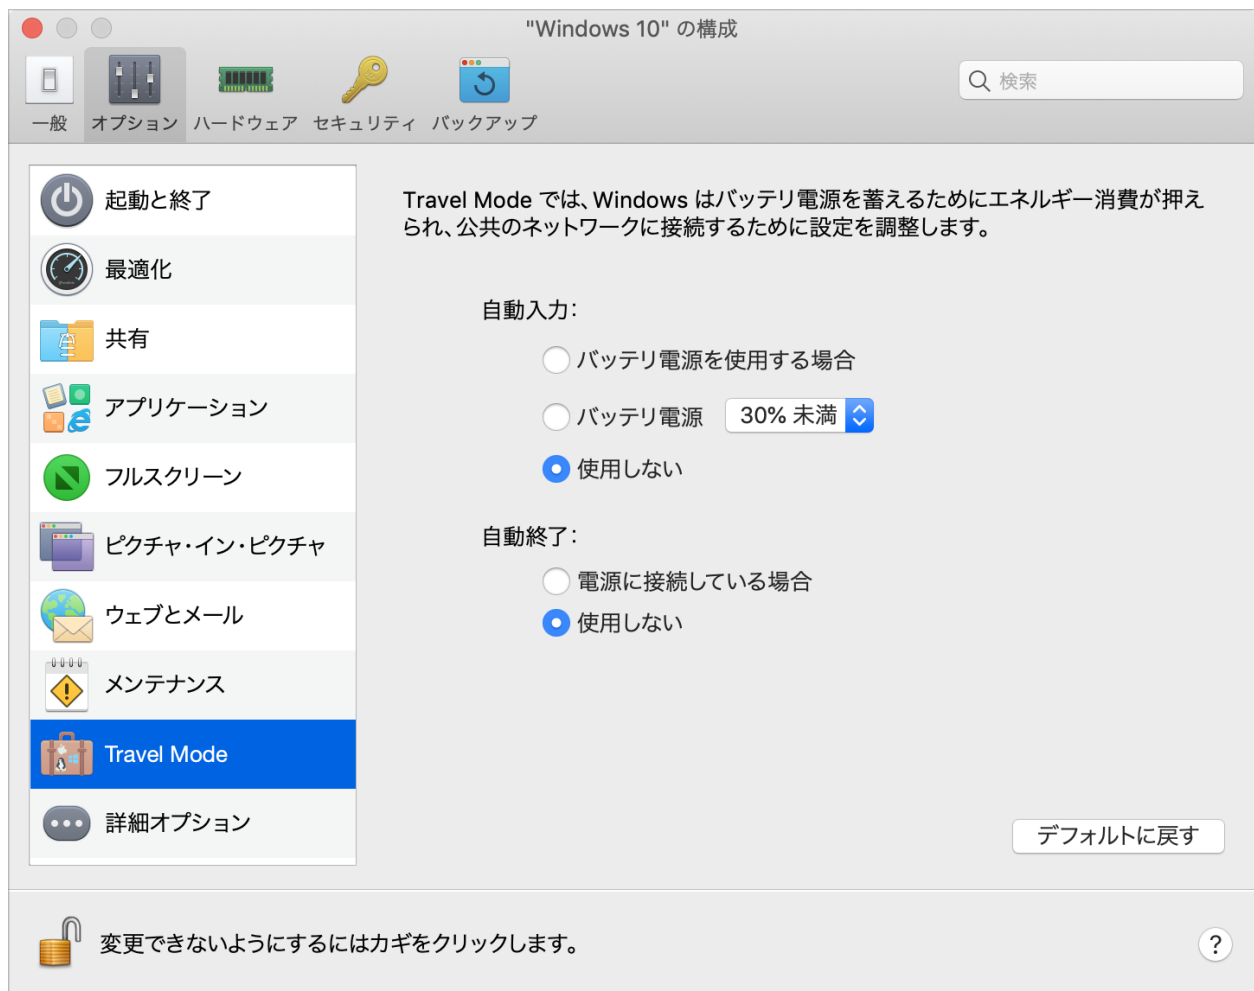 "Windows 10" の構成
一般
オプション
ハードウェア
セキュリティ
バックアップ
検索
起動と終了
最適化
共有
アプリケーション
フルスクリーン
ピクチャ・イン・ピクチャ
ウェブとメール
メンテナンス
Travel Mode
詳細オプション
Travel Mode では、Windows はバッテリ電源を蓄えるためにエネルギー消費が押え
られ、公共のネットワークに接続するために設定を調整します。
自動入力:
バッテリ電源を使用する場合
バッテリ電源 30% 未満
使用しない
自動終了:
電源に接続している場合
使用しない
デフォルトに戻す
変更できないようにするにはカギをクリックします。
?